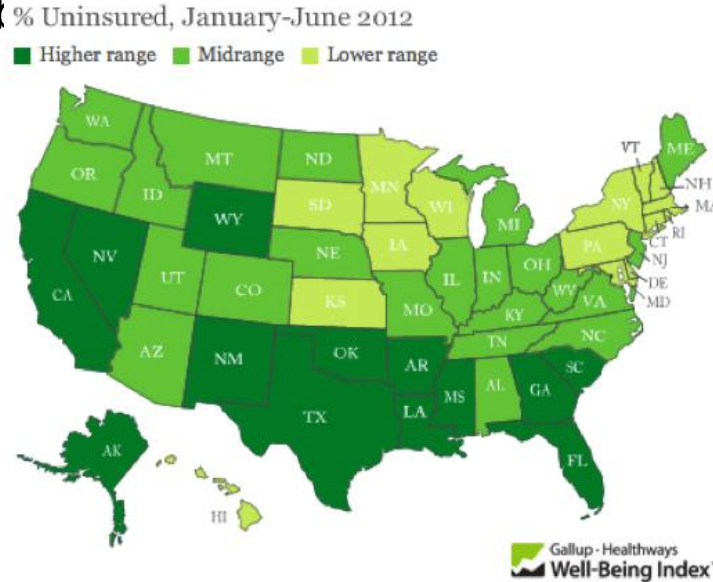 % Uninsured, January-June 2012
Higher range Midrange Lower range
WA
MT
ND
MN
VT
ME
OR
ID
SD
WI
NY
NH
MA
WY
MI
RI
CT
NV
NE
IA
PA
NJ
UT
CO
IL
IN
OH
DE
MD
CA
KS
MO
WV
VA
KY
AZ
NM
OK
AR
TN
NC
SC
TX
LA
MS
AL
GA
AK
FL
HI
Gallup-Healthways
Well-Being Index